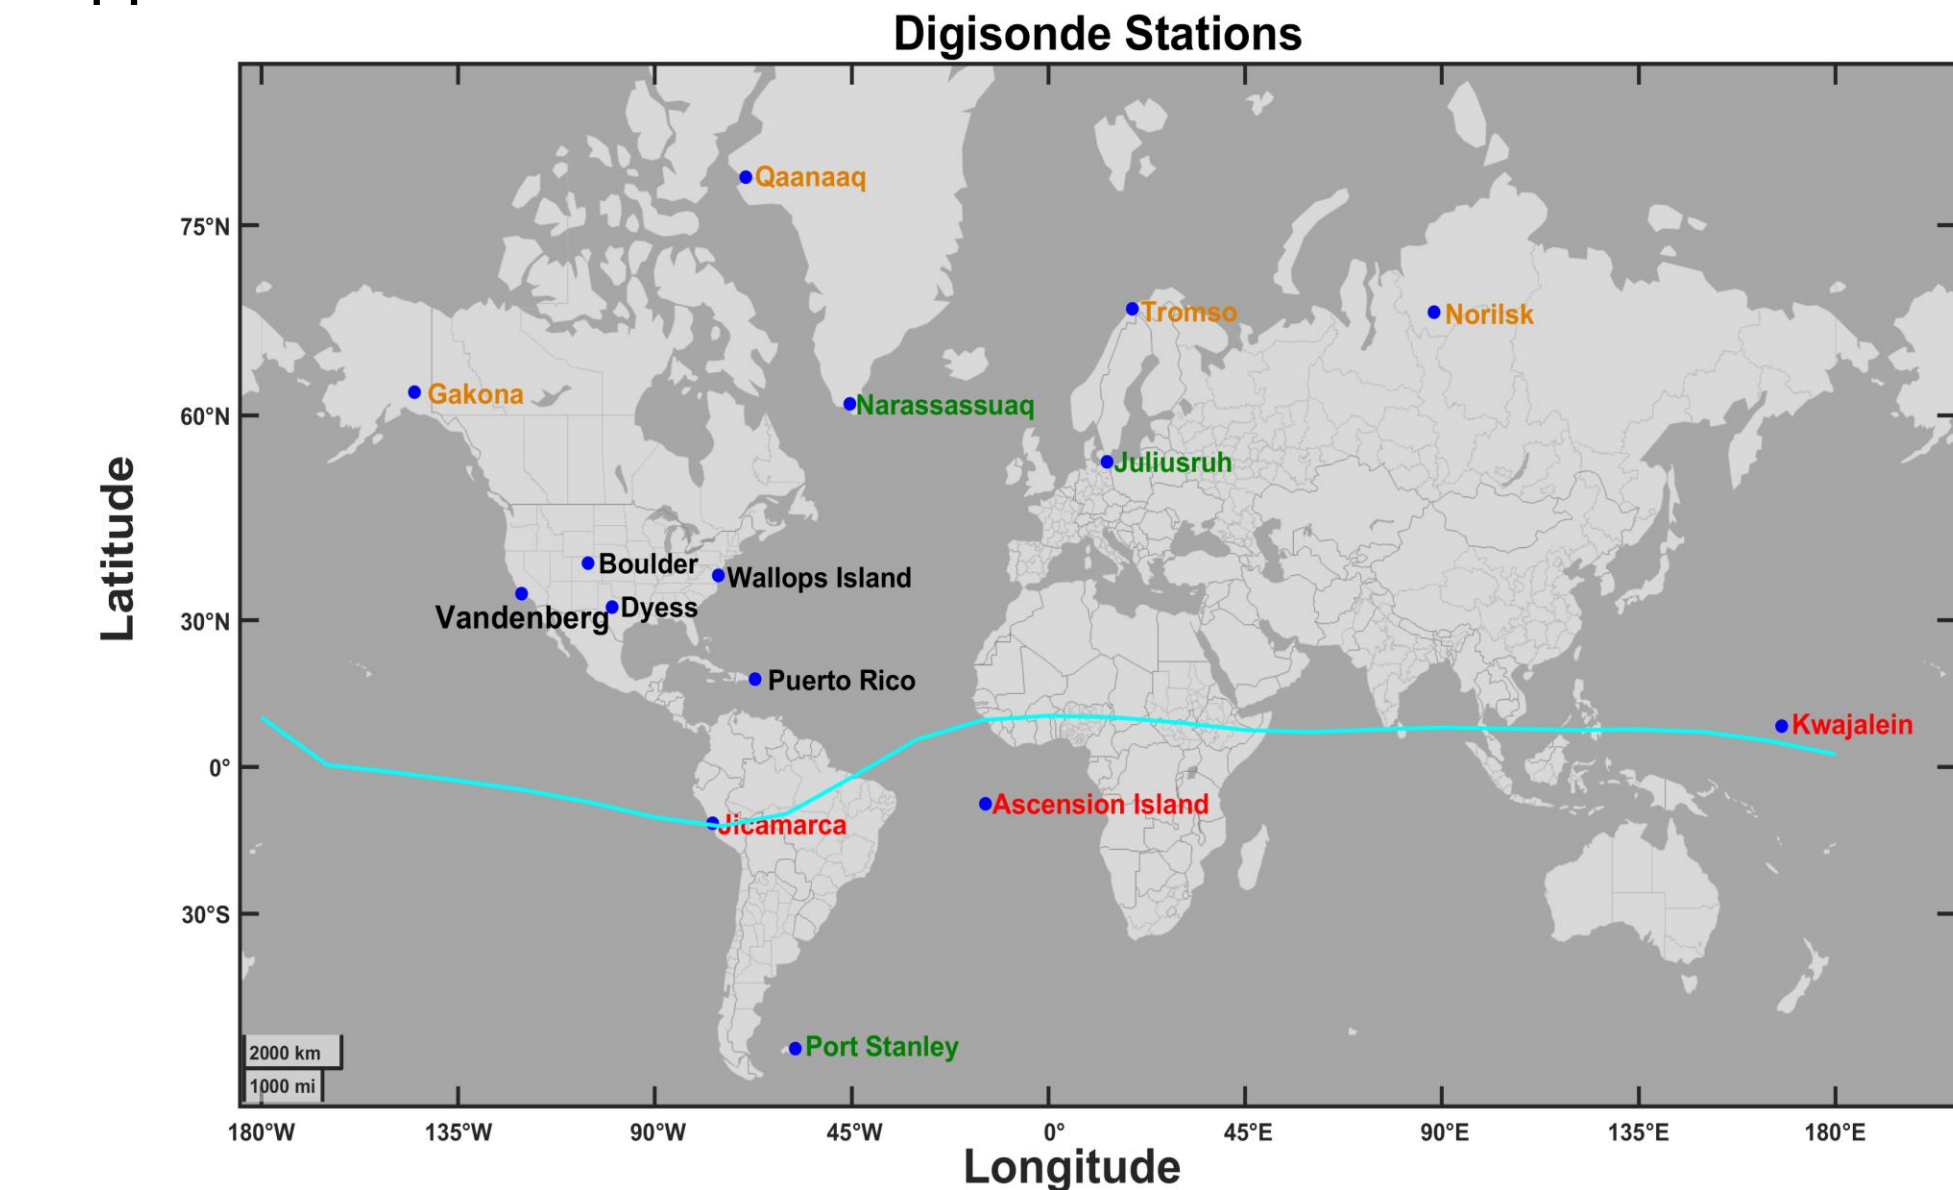 Digisonde Stations
Qaanaaq
75°N
Tromso
Norilsk
Gakona
Narassassuaq
60°N
Juliusruh
Latitude
Boulder
Wallops Island
Vandenberg
Dyess
30°N
Puerto Rico
Kwajalein
0°
Ascension Island
Jicamarca
30°S
Port Stanley
2000 km
1000 mi
180°W 135°W 90°W 45°W 0° 45°E 90°E 135°E 180°E
Longitude